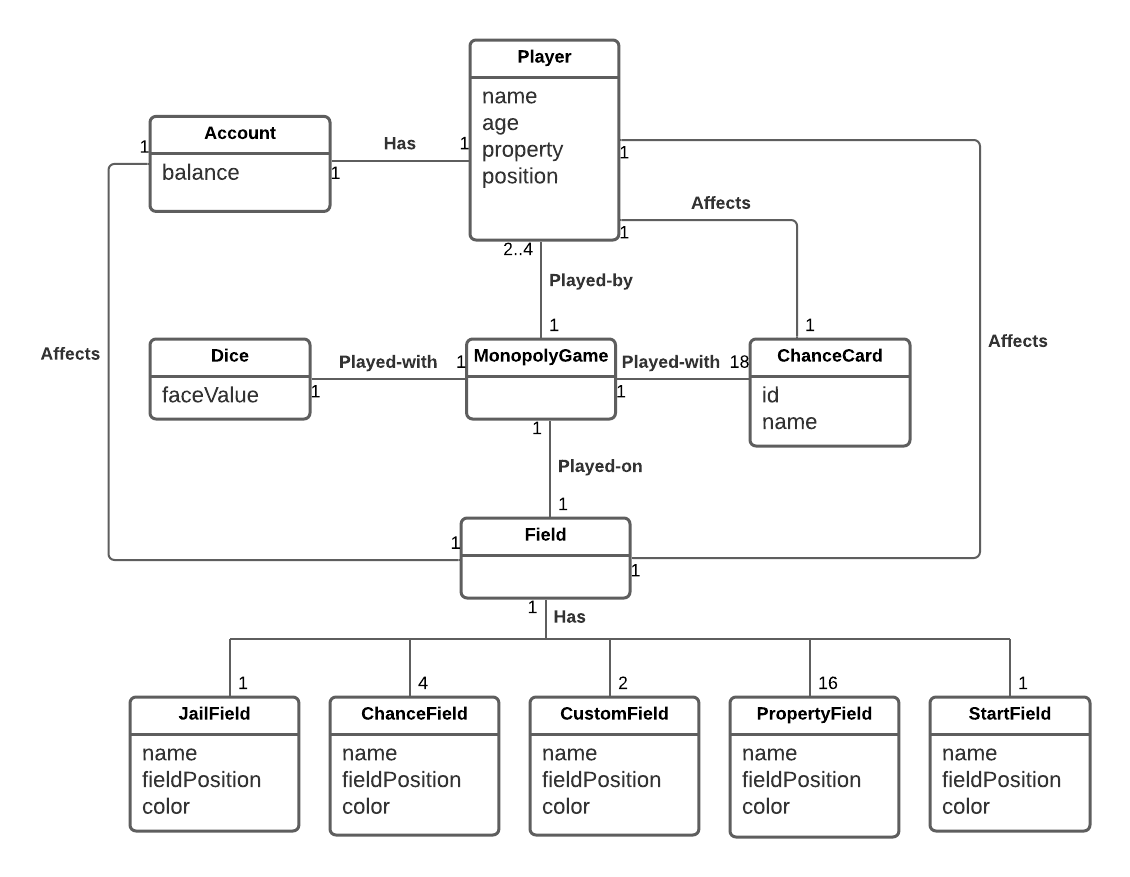 Player
name
age
property
position
Account
balance
1
Has
1
1
1
Affects
1
1
2..4
Played-by
1
1
Affects
Dice
faceValue
Played-with
1
1
MonopolyGame
Played-with
18
1
ChanceCard
id
name
Affects
1
Played-on
1
Field
1
1
1
Has
1
4
2
16
1
JailField
name
fieldPosition
color
ChanceField
name
fieldPosition
color
CustomField
name
fieldPosition
color
PropertyField
name
fieldPosition
color
StartField
name
fieldPosition
color